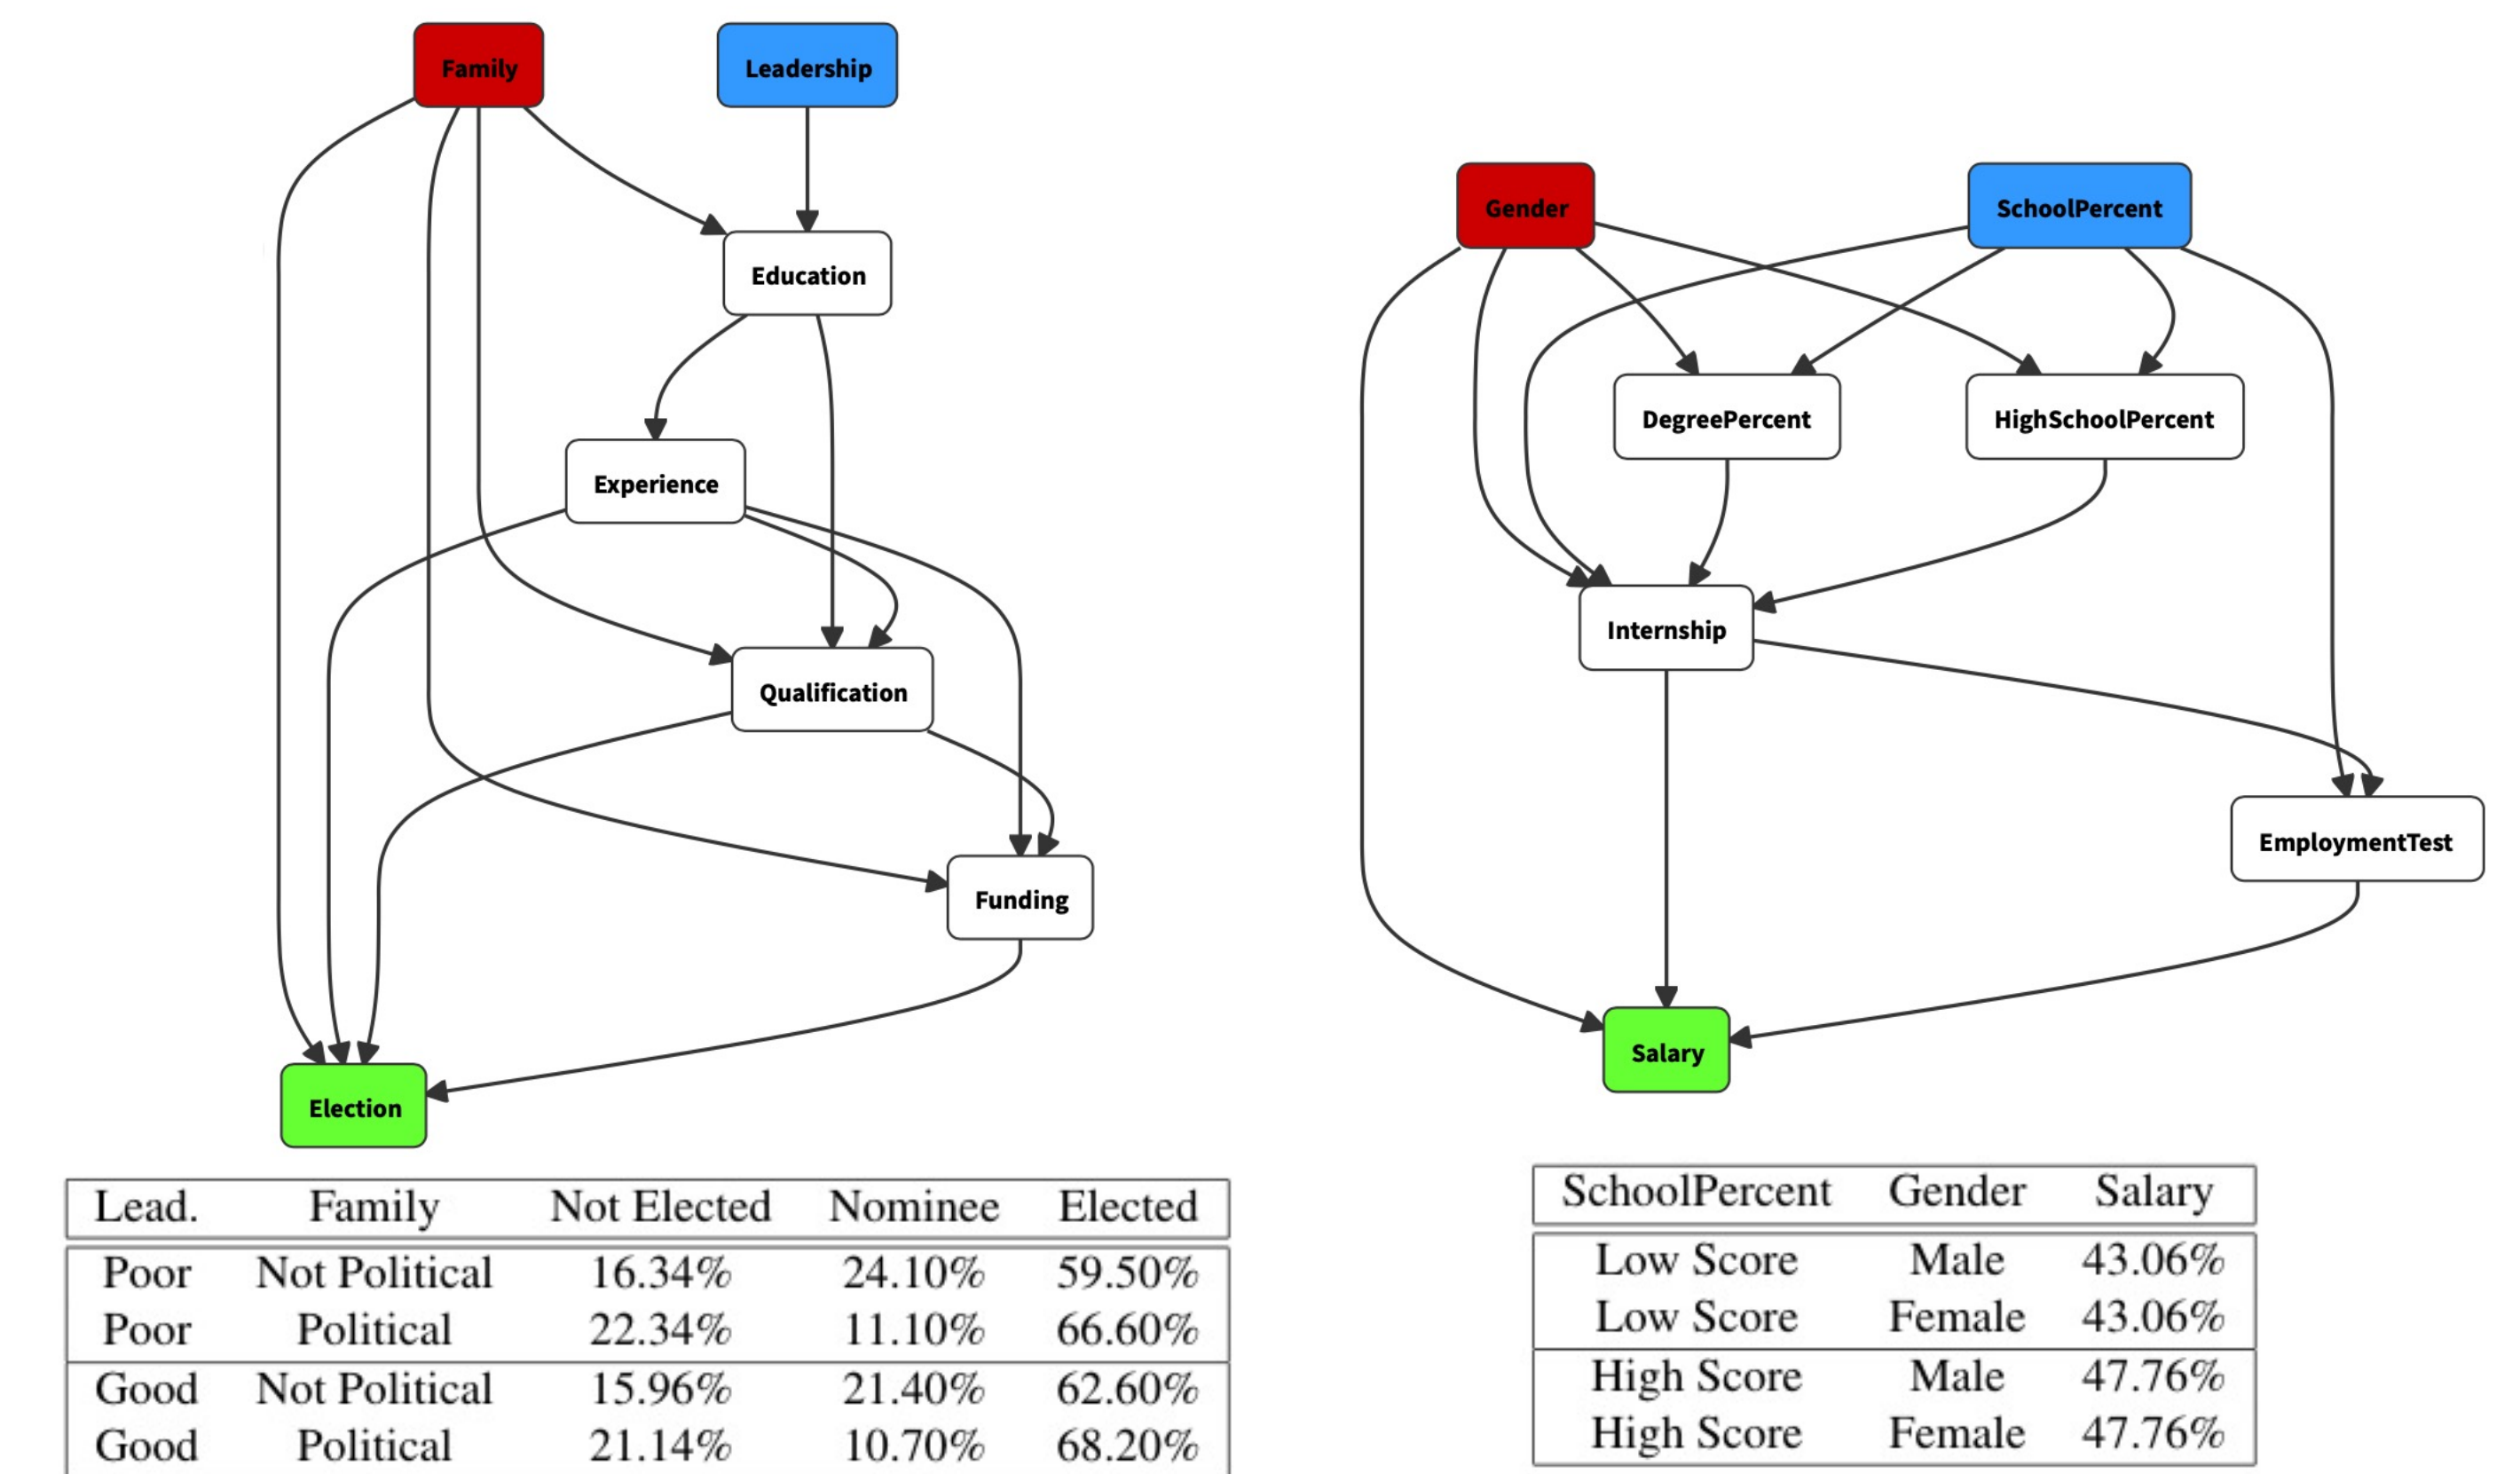 Family
Leadership
Education
Experience
Qualification
Funding
Election
Lead. Family Not Elected Nominee Elected
Poor Not Political 16.34% 24.10% 59.50%
Poor Political 22.34% 11.10% 66.60%
Good Not Political 15.96% 21.40% 62.60%
Good Political 21.14% 10.70% 68.20%
Gender
SchoolPercent
DegreePercent
HighSchoolPercent
Internship
EmploymentTest
Salary
SchoolPercent Gender Salary
Low Score Male 43.06%
Low Score Female 43.06%
High Score Male 47.76%
High Score Female 47.76%